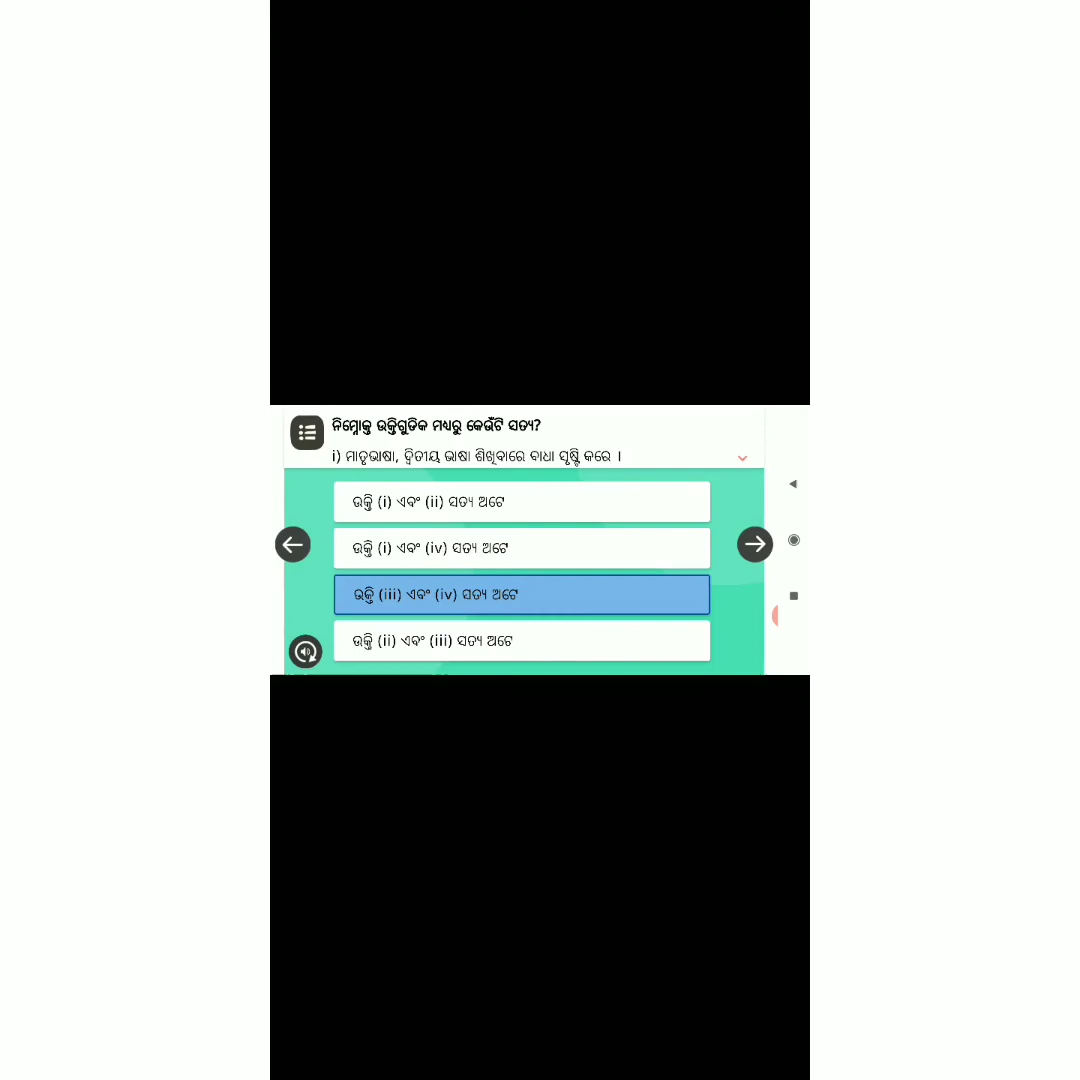 ନିମ୍ନୋକ୍ତ ଉକ୍ତିଗୁଡିକ ମଧ୍ୟରୁ କେଉଁଟି ସତ୍ୟ?
i) ମାତୃଭାଷା, ଦ୍ୱିତୀୟ ଭାଷା ଶିଖିବାରେ ବାଧା ସୃଷ୍ଟି କରେ ।
ଉକ୍ତି (i) ଏବଂ (ii) ସତ୍ୟ ଅଟେ
ଉକ୍ତି (i) ଏବଂ (iv) ସତ୍ୟ ଅଟେ
ଉକ୍ତି (iii) ଏବଂ (iv) ସତ୍ୟ ଅଟେ
ଉକ୍ତି (ii) ଏବଂ (iii) ସତ୍ୟ ଅଟେ